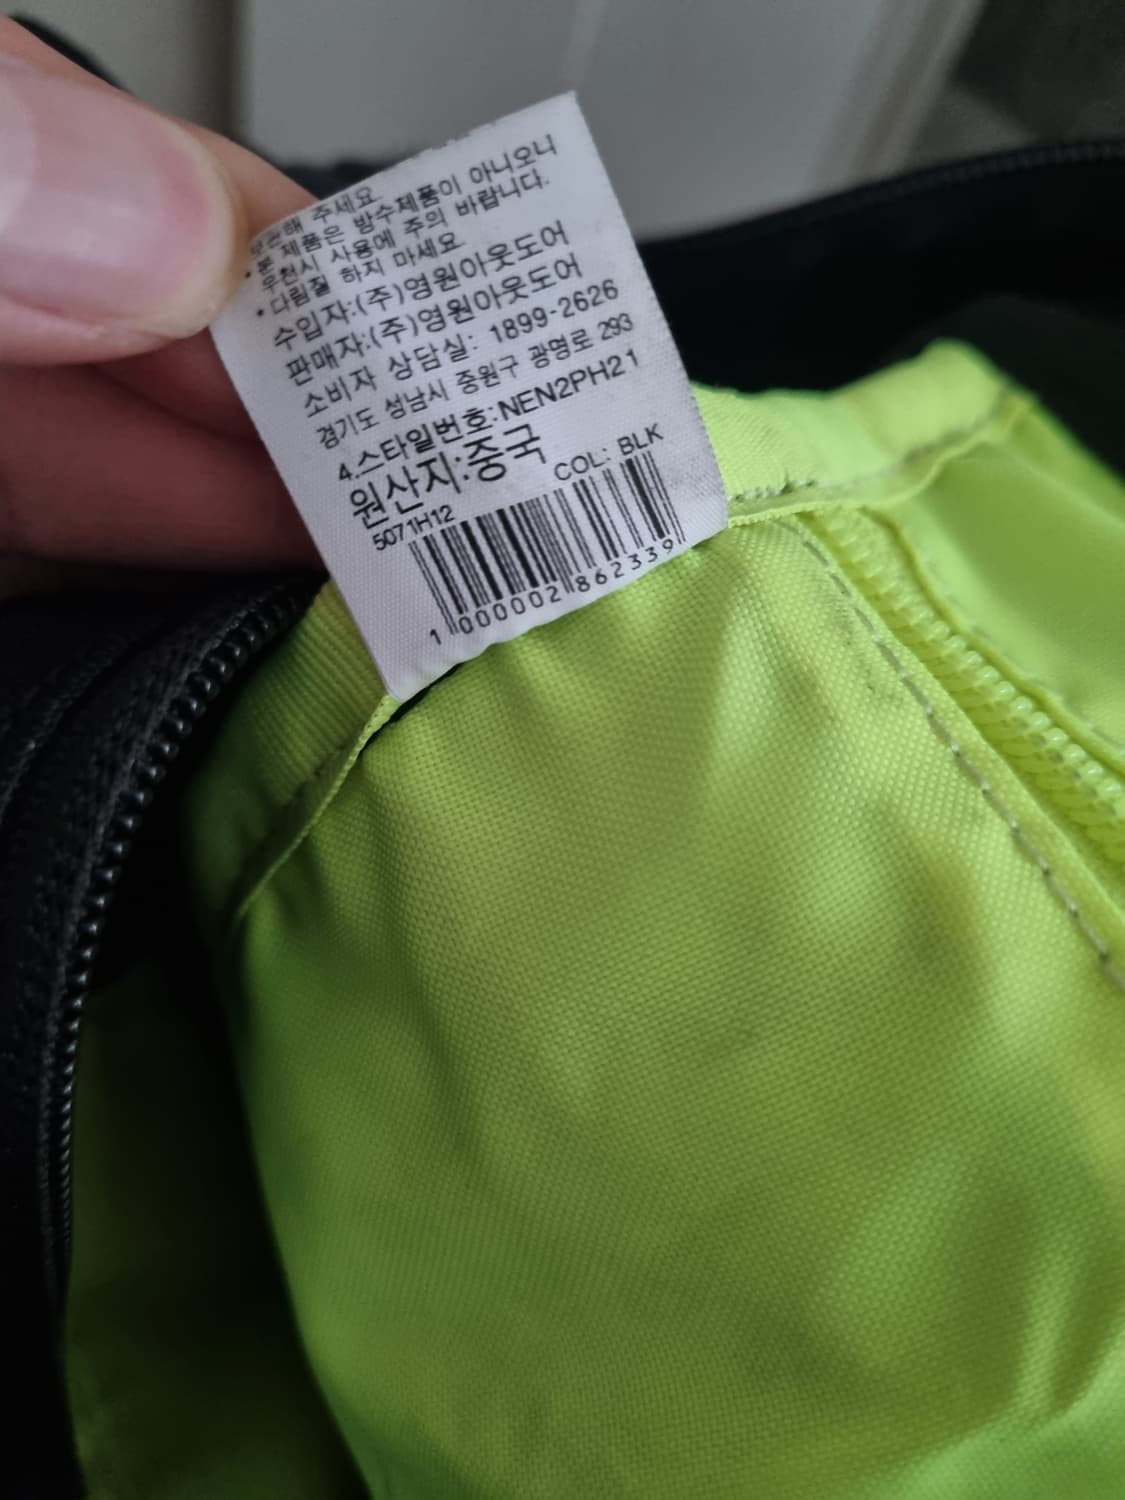 보관해 주세요.
• 본 제품은 방수제품이 아니오니
우천시 사용에 주의 바랍니다.
• 다림질 하지 마세요
수입자:(주)영원아웃도어
판매자:(주)영원아웃도어
소비자 상담실: 1899-2626
경기도 성남시 중원구 광명로 293
4.스타일번호:NEN2PH21
원산지:중국
5071H12 COL: BLK
1 000002 862339